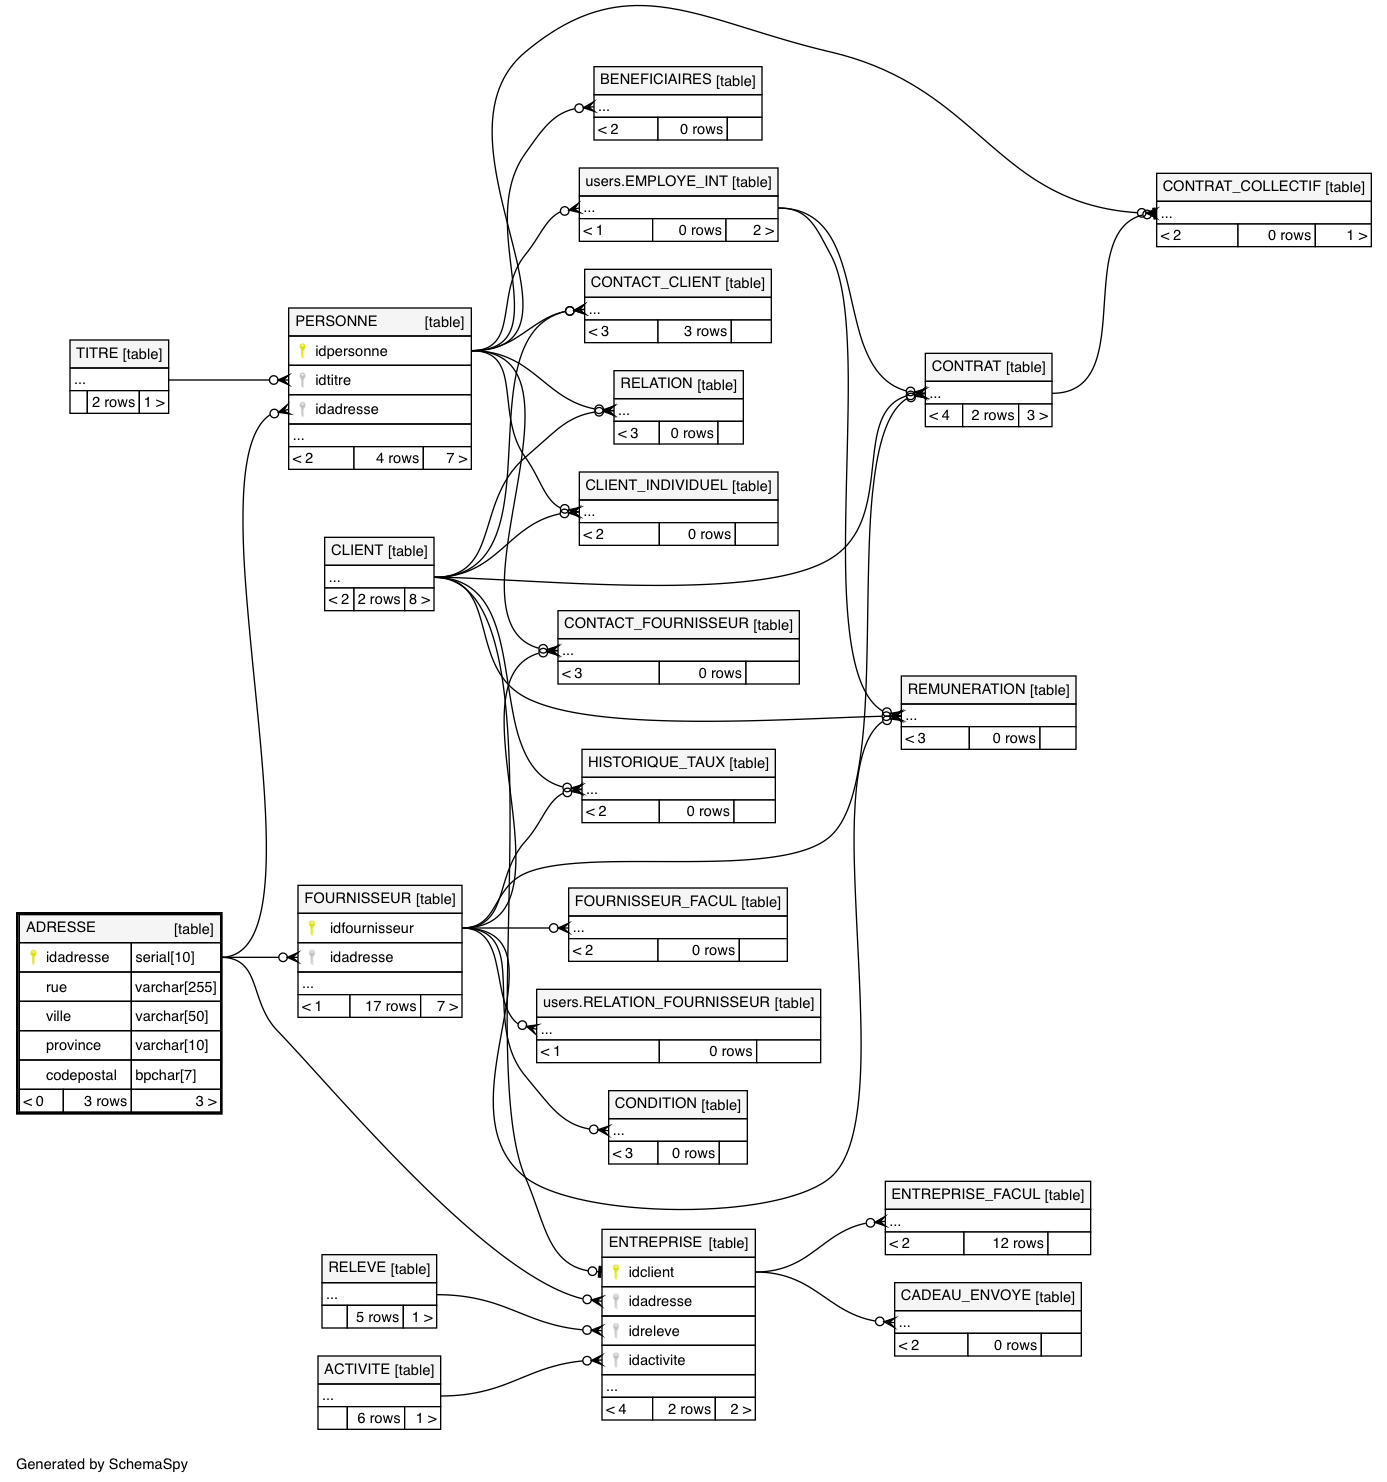 BENEFICIAIRES [table]
...
< 2 0 rows
users.EMPLOYE_INT [table]
...
< 1 0 rows 2 >
CONTRAT_COLLECTIF [table]
...
< 2 0 rows 1 >
CONTACT_CLIENT [table]
...
< 3 3 rows
PERSONNE [table]
idpersonne
idtitre
idadresse
...
< 2 4 rows 7 >
TITRE [table]
...
2 rows 1 >
RELATION [table]
...
< 3 0 rows
CONTRAT [table]
...
< 4 2 rows 3 >
CLIENT_INDIVIDUEL [table]
...
< 2 0 rows
CLIENT [table]
...
< 2 2 rows 8 >
CONTACT_FOURNISSEUR [table]
...
< 3 0 rows
REMUNERATION [table]
...
< 3 0 rows
HISTORIQUE_TAUX [table]
...
< 2 0 rows
FOURNISSEUR [table]
idfournisseur
idadresse
...
< 1 17 rows 7 >
FOURNISSEUR_FACUL [table]
...
< 2 0 rows
ADRESSE [table]
idadresse serial[10]
rue varchar[255]
ville varchar[50]
province varchar[10]
codepostal bpchar[7]
< 0 3 rows 3 >
users.RELATION_FOURNISSEUR [table]
...
< 1 0 rows
CONDITION [table]
...
< 3 0 rows
ENTREPRISE_FACUL [table]
...
< 2 12 rows
ENTREPRISE [table]
idclient
idadresse
idreleve
idactivite
...
< 4 2 rows 2 >
RELEVE [table]
...
5 rows 1 >
CADEAU_ENVOYE [table]
...
< 2 0 rows
ACTIVITE [table]
...
6 rows 1 >
Generated by SchemaSpy